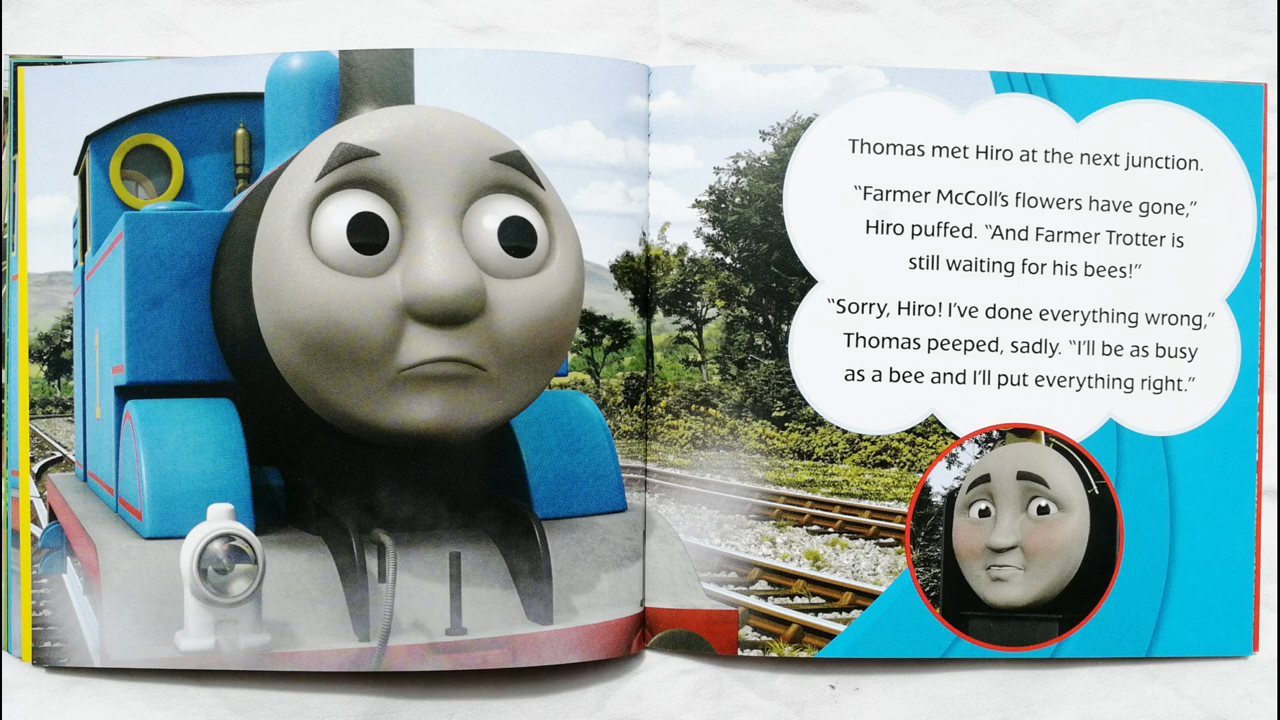 Thomas met Hiro at the next junction.
“Farmer McColl’s flowers have gone,”
Hiro puffed. “And Farmer Trotter is
still waiting for his bees!”
“Sorry, Hiro! I’ve done everything wrong,”
Thomas peeped, sadly. “I’ll be as busy
as a bee and I’ll put everything right.”
1